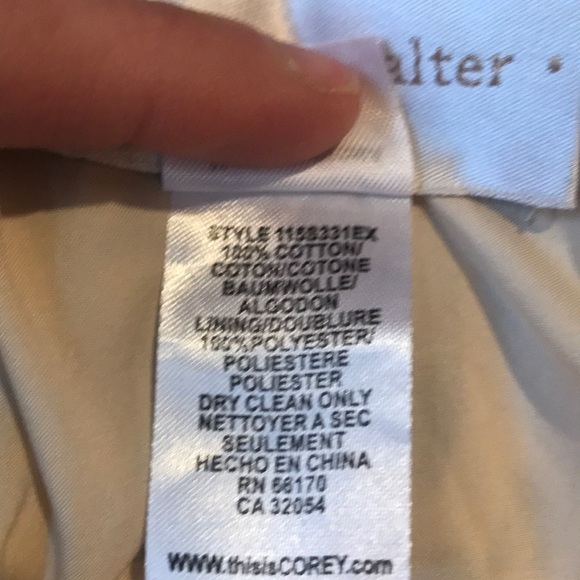 alter •
STYLE 115S331EX
100% COTTON/
COTON/COTONE
BAUMWOLLE/
ALGODON
LINING/DOUBLURE
100% POLYESTER/
POLIESTERE
POLIESTER
DRY CLEAN ONLY
NETTOYER A SEC
SEULEMENT
HECHO EN CHINA
RN 66170
CA 32054
WWW.thisisCOREY.com